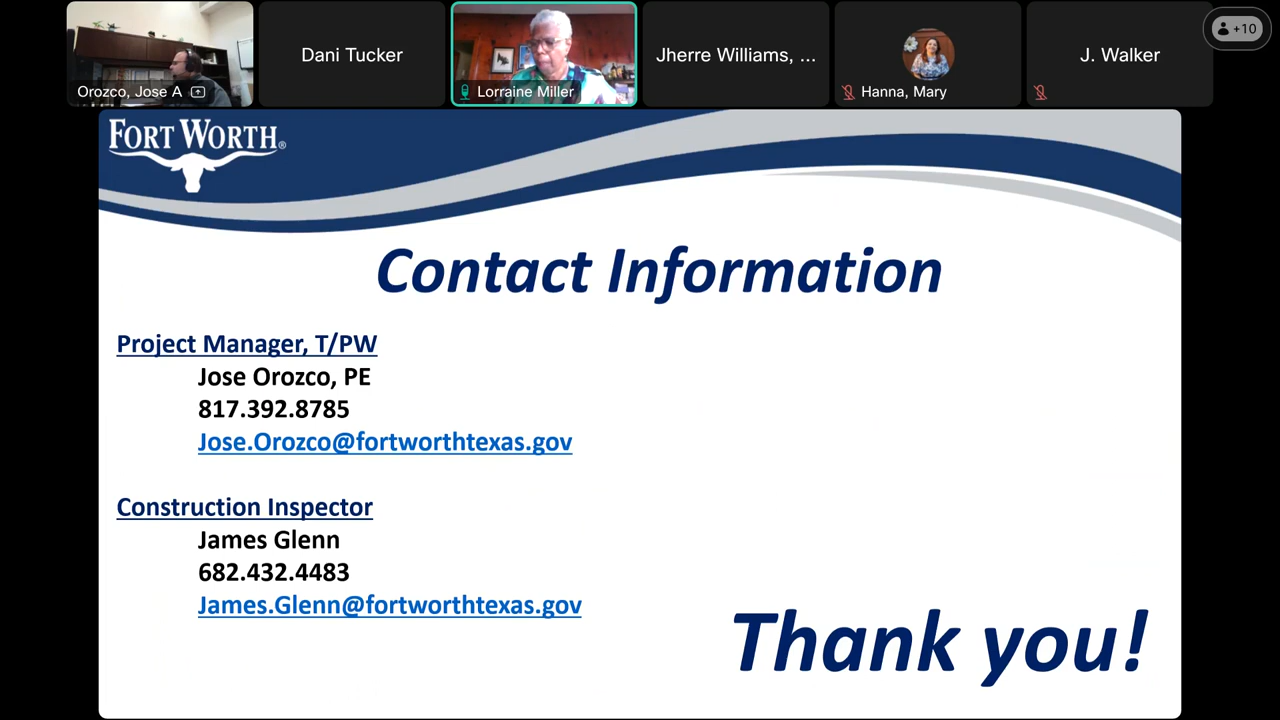 Orozco, Jose A
Dani Tucker
Lorraine Miller
Jherre Williams, ...
Hanna, Mary
J. Walker
+10
FORT WORTH®
Contact Information
Project Manager, T/PW
Jose Orozco, PE
817.392.8785
Jose.Orozco@fortworthtexas.gov
Construction Inspector
James Glenn
682.432.4483
James.Glenn@fortworthtexas.gov
Thank you!